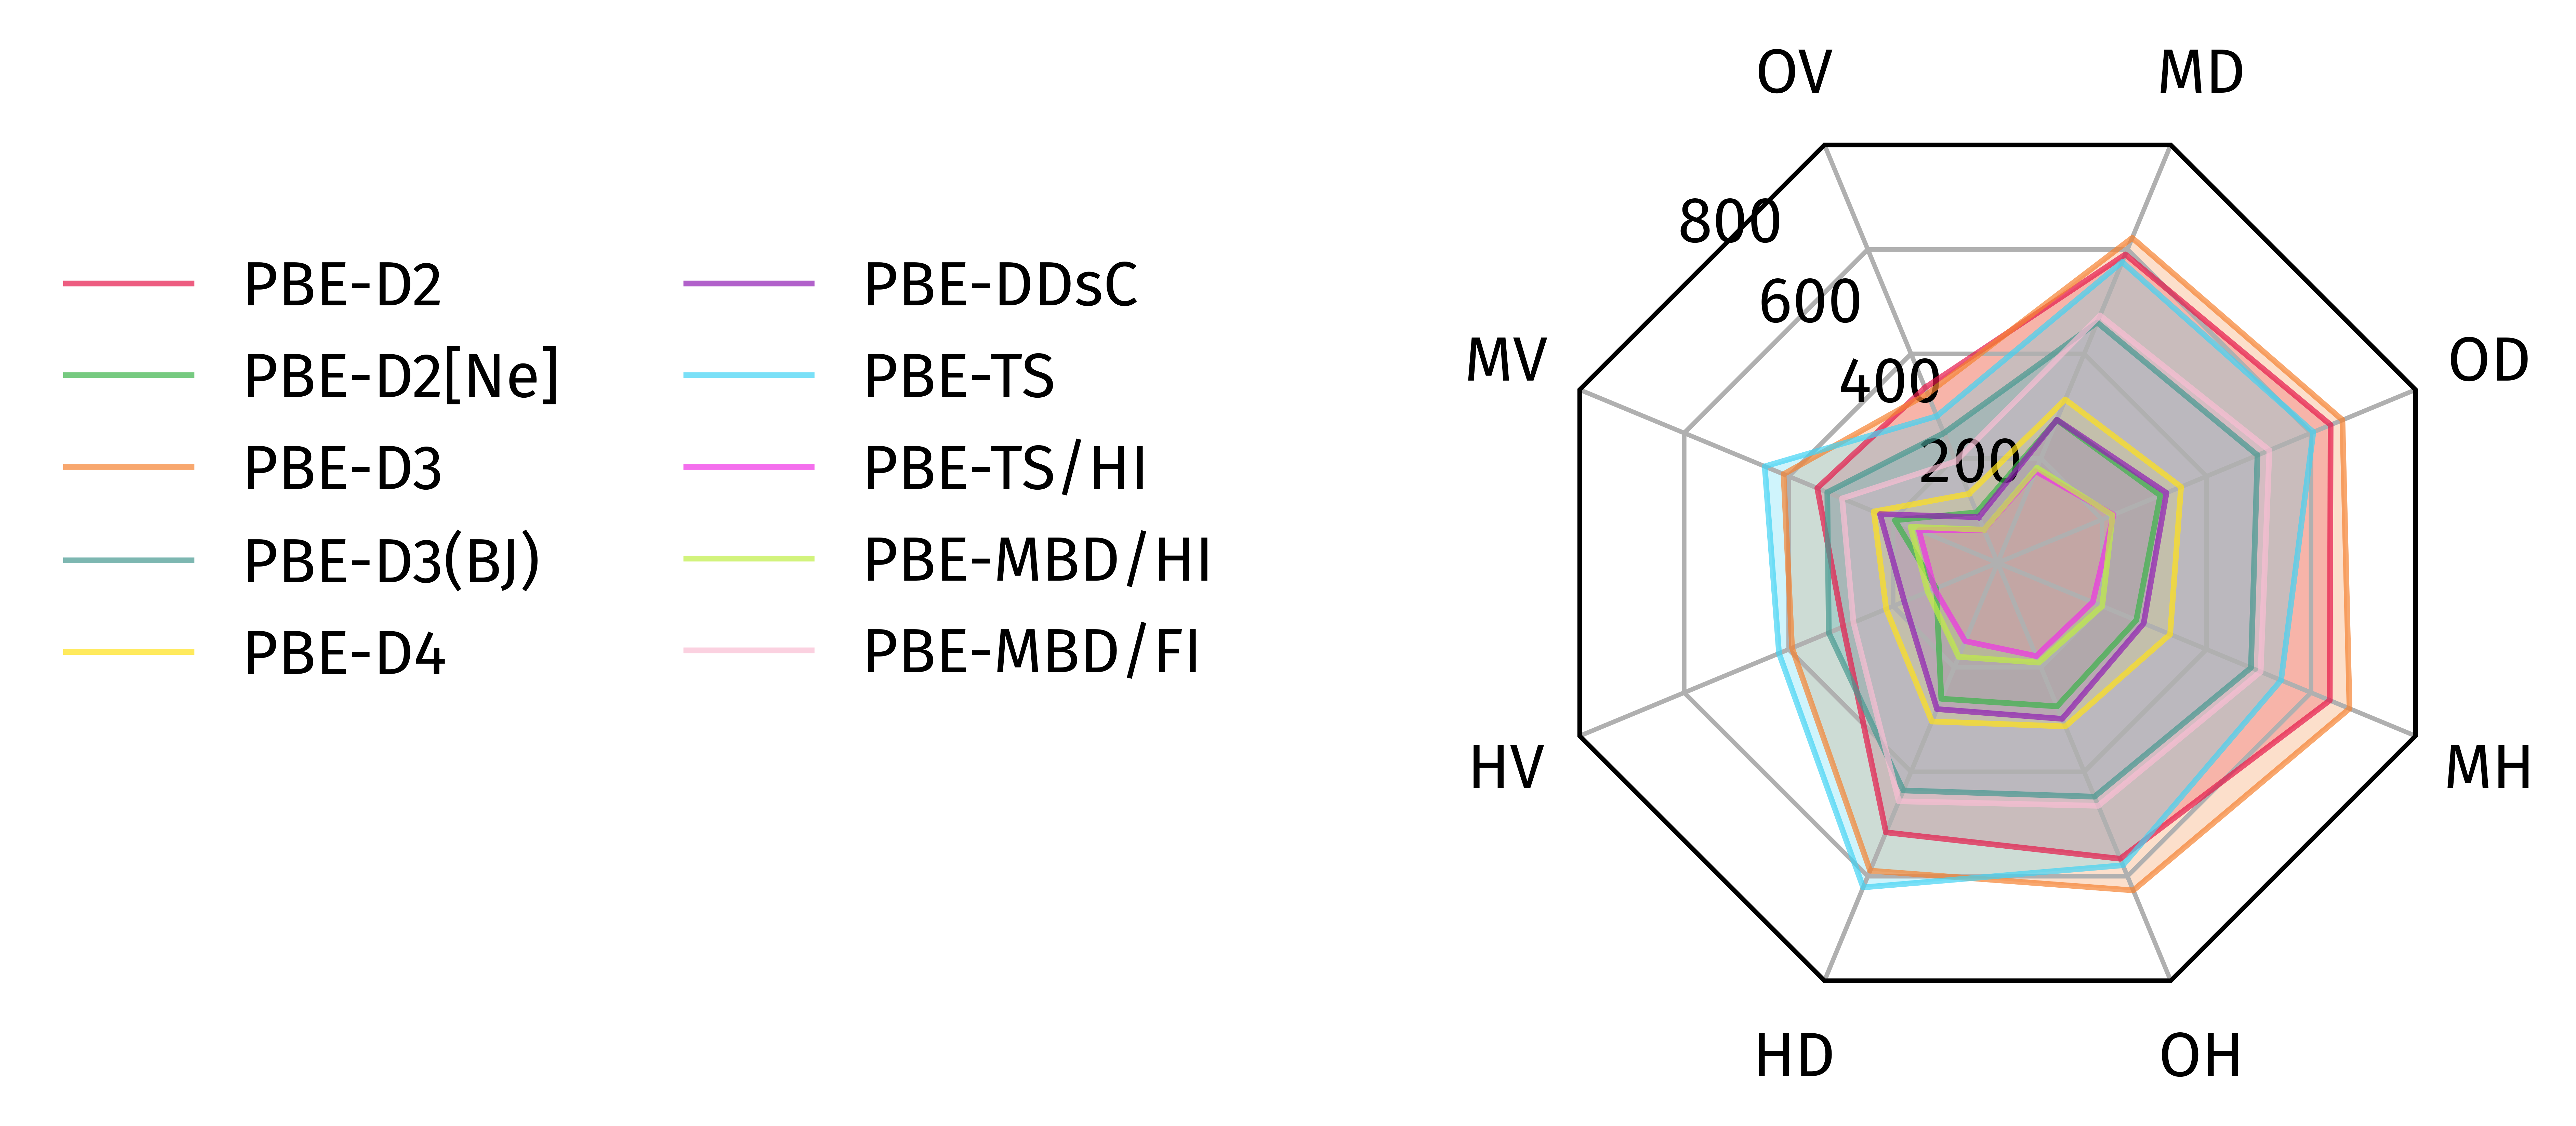 PBE-D2
PBE-D2[Ne]
PBE-D3
PBE-D3(BJ)
PBE-D4
PBE-DDsC
PBE-TS
PBE-TS/HI
PBE-MBD/HI
PBE-MBD/FI
OV
MD
MV
OD
800
600
400
200
HV
MH
HD
OH